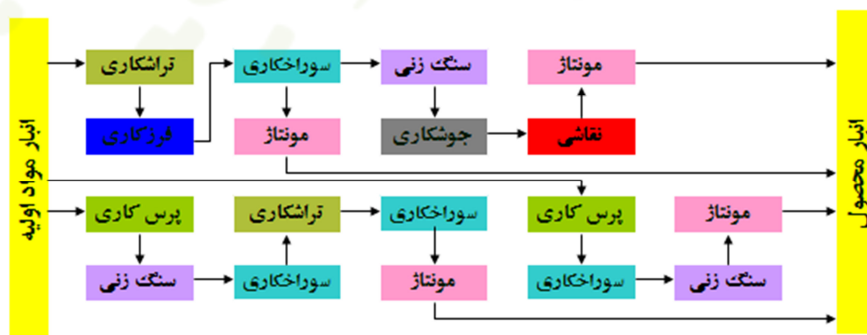 انبار مواد اولیه
تراشکاری
سوراخکاری
سنگ زنی
مونتاژ
فرزکاری
مونتاژ
جوشکاری
نقاشی
پرس کاری
تراشکاری
سوراخکاری
پرس کاری
مونتاژ
سنگ زنی
سوراخکاری
مونتاژ
سوراخکاری
سنگ زنی
انبار محصول